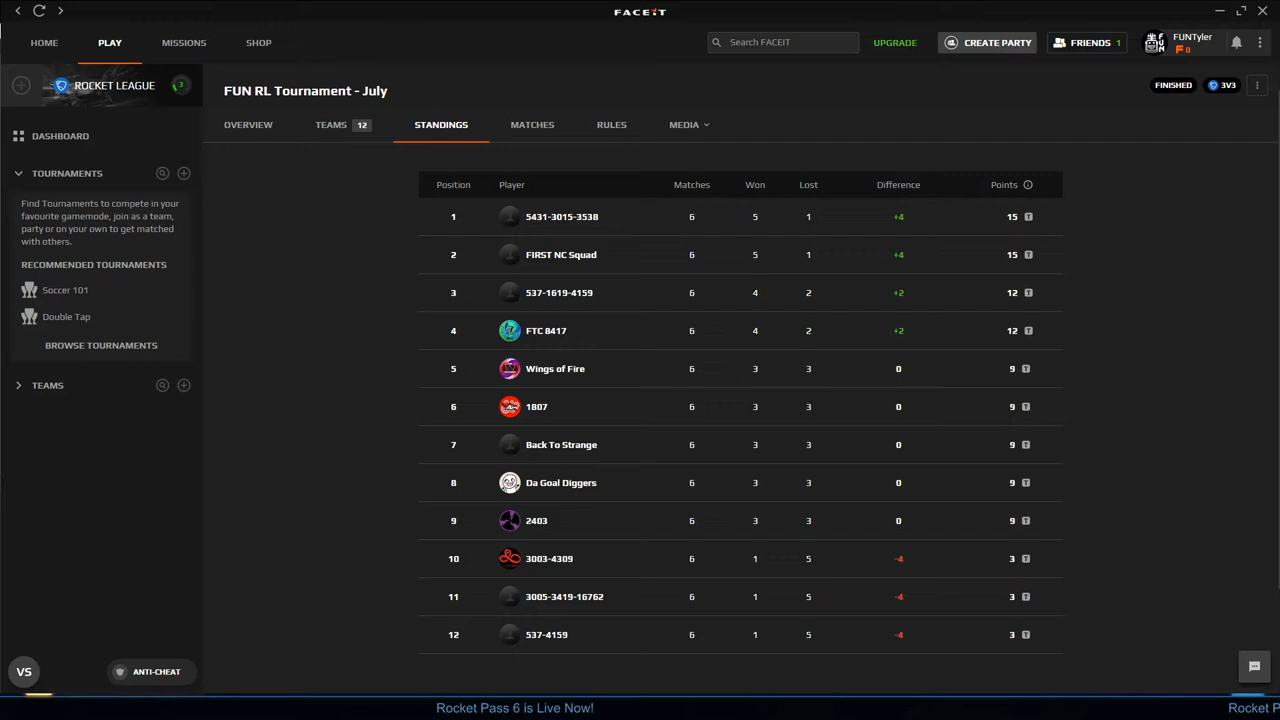 FACEIT
HOME PLAY MISSIONS SHOP
Search FACEIT
UPGRADE
CREATE PARTY
FRIENDS 1
FUNTyler
0
ROCKET LEAGUE 3
FUN RL Tournament - July
FINISHED 3V3
OVERVIEW TEAMS 12 STANDINGS MATCHES RULES MEDIA
DASHBOARD
TOURNAMENTS
Find Tournaments to compete in your
favourite gamemode, join as a team,
party or on your own to get matched
with others.
RECOMMENDED TOURNAMENTS
Soccer 101
Double Tap
BROWSE TOURNAMENTS
TEAMS
Position Player Matches Won Lost Difference Points
1 5431-3015-3538 6 5 1 +4 15 T
2 FIRST NC Squad 6 5 1 +4 15 T
3 537-1619-4159 6 4 2 +2 12 T
4 FTC 8417 6 4 2 +2 12 T
5 Wings of Fire 6 3 3 0 9 T
6 1807 6 3 3 0 9 T
7 Back To Strange 6 3 3 0 9 T
8 Da Goal Diggers 6 3 3 0 9 T
9 2403 6 3 3 0 9 T
10 3003-4309 6 1 5 -4 3 T
11 3005-3419-16762 6 1 5 -4 3 T
12 537-4159 6 1 5 -4 3 T
VS
ANTI-CHEAT
Rocket Pass 6 is Live Now! Rocket P